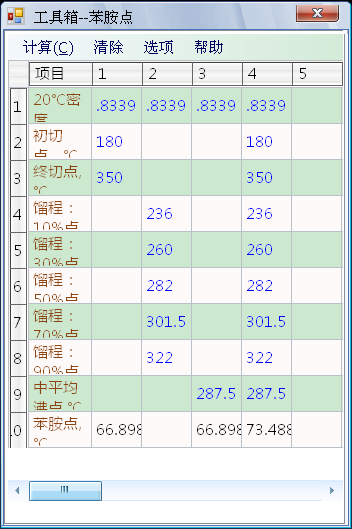 工具箱--苯胺点
计算(C) 清除 选项 帮助
项目 1 2 3 4 5
1 20℃密度 .8339 .8339 .8339 .8339
2 初切点, ℃ 180 180
3 终切点, ℃ 350 350
4 馏程: 10%点 236 236
5 馏程: 30%点 260 260
6 馏程: 50%点 282 282
7 馏程: 70%点 301.5 301.5
8 馏程: 90%点 322 322
9 中平均沸点,℃ 287.5 287.5
10 苯胺点, ℃ 66.898 66.898 73.488